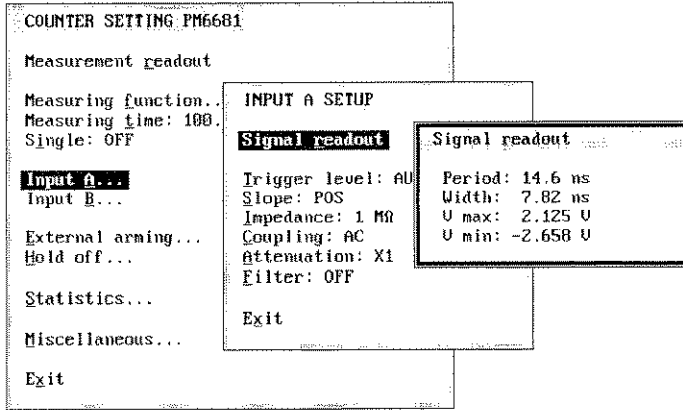 COUNTER SETTING PM6681
Measurement readout
Measuring function..
Measuring time: 100.
Single: OFF
Input A...
Input B...
External arming...
Hold off...
Statistics...
Miscellaneous...
Exit
INPUT A SETUP
Signal readout
Trigger level: AU
Slope: POS
Impedance: 1 MΩ
Coupling: AC
Attenuation: X1
Filter: OFF
Exit
Signal readout
Period: 14.6 ns
Width: 7.82 ns
V max: 2.125 V
V min: -2.658 V